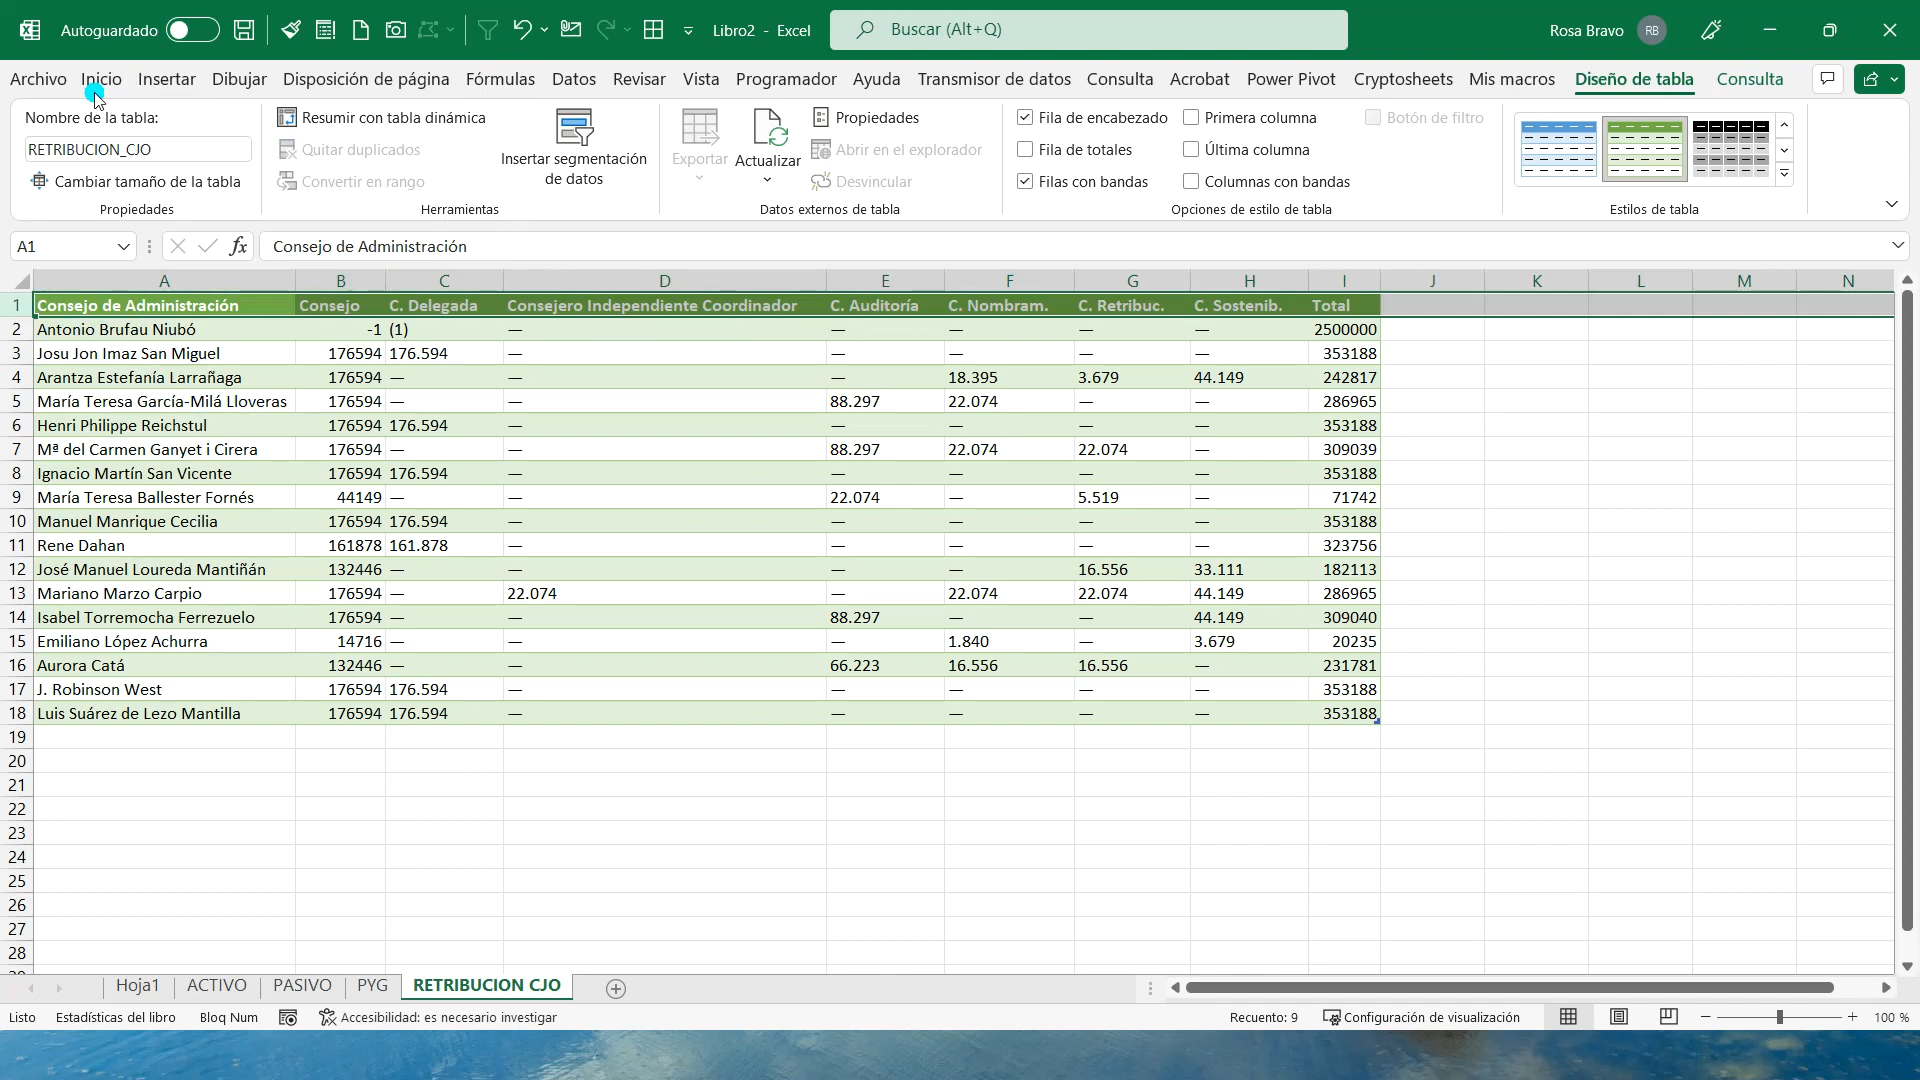 Autoguardado
Libro2 - Excel
Buscar (Alt+Q)
Rosa Bravo RB
Archivo Inicio Insertar Dibujar Disposición de página Fórmulas Datos Revisar Vista Programador Ayuda Transmisor de datos Consulta Acrobat Power Pivot Cryptosheets Mis macros Diseño de tabla Consulta
Nombre de la tabla:
RETRIBUCION_CJO
Cambiar tamaño de la tabla
Propiedades
Resumir con tabla dinámica
Quitar duplicados
Convertir en rango
Insertar segmentación
de datos
Herramientas
Exportar
Actualizar
Propiedades
Abrir en el explorador
Desvincular
Datos externos de tabla
Fila de encabezado
Fila de totales
Filas con bandas
Primera columna
Última columna
Columnas con bandas
Botón de filtro
Opciones de estilo de tabla
Estilos de tabla
A1 fx Consejo de Administración
A B C D E F G H I J K L M N
1 Consejo de Administración Consejo C. Delegada Consejero Independiente Coordinador C. Auditoría C. Nombram. C. Retribuc. C. Sostenib. Total
2 Antonio Brufau Niubó -1 (1) — — — — — 2500000
3 Josu Jon Imaz San Miguel 176594 176.594 — — — — — 353188
4 Arantza Estefanía Larrañaga 176594 — — — 18.395 3.679 44.149 242817
5 María Teresa García-Milá Lloveras 176594 — — 88.297 22.074 — — 286965
6 Henri Philippe Reichstul 176594 176.594 — — — — — 353188
7 Mª del Carmen Ganyet i Cirera 176594 — — 88.297 22.074 22.074 — 309039
8 Ignacio Martín San Vicente 176594 176.594 — — — — — 353188
9 María Teresa Ballester Fornés 44149 — — 22.074 — 5.519 — 71742
10 Manuel Manrique Cecilia 176594 176.594 — — — — — 353188
11 Rene Dahan 161878 161.878 — — — — — 323756
12 José Manuel Loureda Mantiñán 132446 — — — — 16.556 33.111 182113
13 Mariano Marzo Carpio 176594 — 22.074 — 22.074 22.074 44.149 286965
14 Isabel Torremocha Ferrezuelo 176594 — — 88.297 — — 44.149 309040
15 Emiliano López Achurra 14716 — — — 1.840 — 3.679 20235
16 Aurora Catá 132446 — — 66.223 16.556 16.556 — 231781
17 J. Robinson West 176594 176.594 — — — — — 353188
18 Luis Suárez de Lezo Mantilla 176594 176.594 — — — — — 353188
19
20
21
22
23
24
25
26
27
28
Hoja1 ACTIVO PASIVO PYG RETRIBUCION CJO
Listo Estadísticas del libro Bloq Num Accesibilidad: es necesario investigar Recuento: 9 Configuración de visualización 100 %